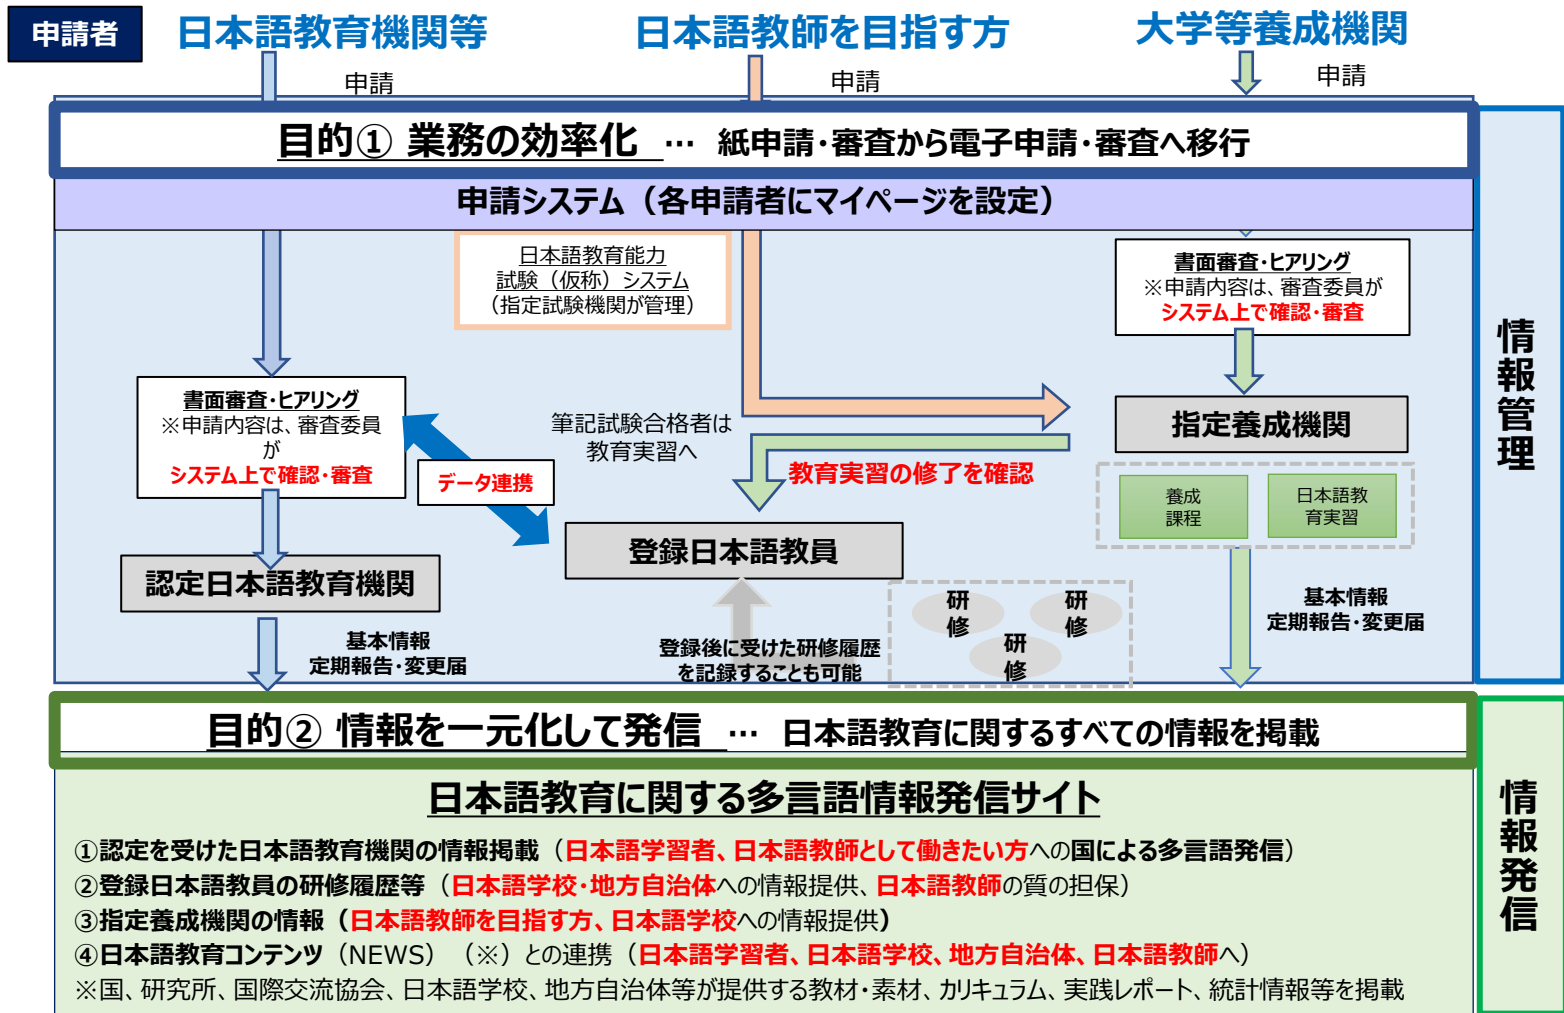 申請者
日本語教育機関等
日本語教師を目指す方
大学等養成機関
申請
申請
申請
目的① 業務の効率化 … 紙申請・審査から電子申請・審査へ移行
申請システム（各申請者にマイページを設定）
日本語教育能力
試験（仮称）システム
（指定試験機関が管理）
書面審査・ヒアリング
※申請内容は、審査委員が
システム上で確認・審査
書面審査・ヒアリング
※申請内容は、審査委員
が
システム上で確認・審査
データ連携
筆記試験合格者は
教育実習へ
教育実習の修了を確認
指定養成機関
養成
課程
日本語教
育実習
登録日本語教員
認定日本語教育機関
基本情報
定期報告・変更届
登録後に受けた研修履歴
を記録することも可能
研
修
研
修
研
修
基本情報
定期報告・変更届
情報管理
目的② 情報を一元化して発信 … 日本語教育に関するすべての情報を掲載
日本語教育に関する多言語情報発信サイト
①認定を受けた日本語教育機関の情報掲載（日本語学習者、日本語教師として働きたい方への国による多言語発信）
②登録日本語教員の研修履歴等（日本語学校・地方自治体への情報提供、日本語教師の質の担保）
③指定養成機関の情報（日本語教師を目指す方、日本語学校への情報提供）
④日本語教育コンテンツ（NEWS）（※）との連携（日本語学習者、日本語学校、地方自治体、日本語教師へ）
※国、研究所、国際交流協会、日本語学校、地方自治体等が提供する教材・素材、カリキュラム、実践レポート、統計情報等を掲載
情報発信